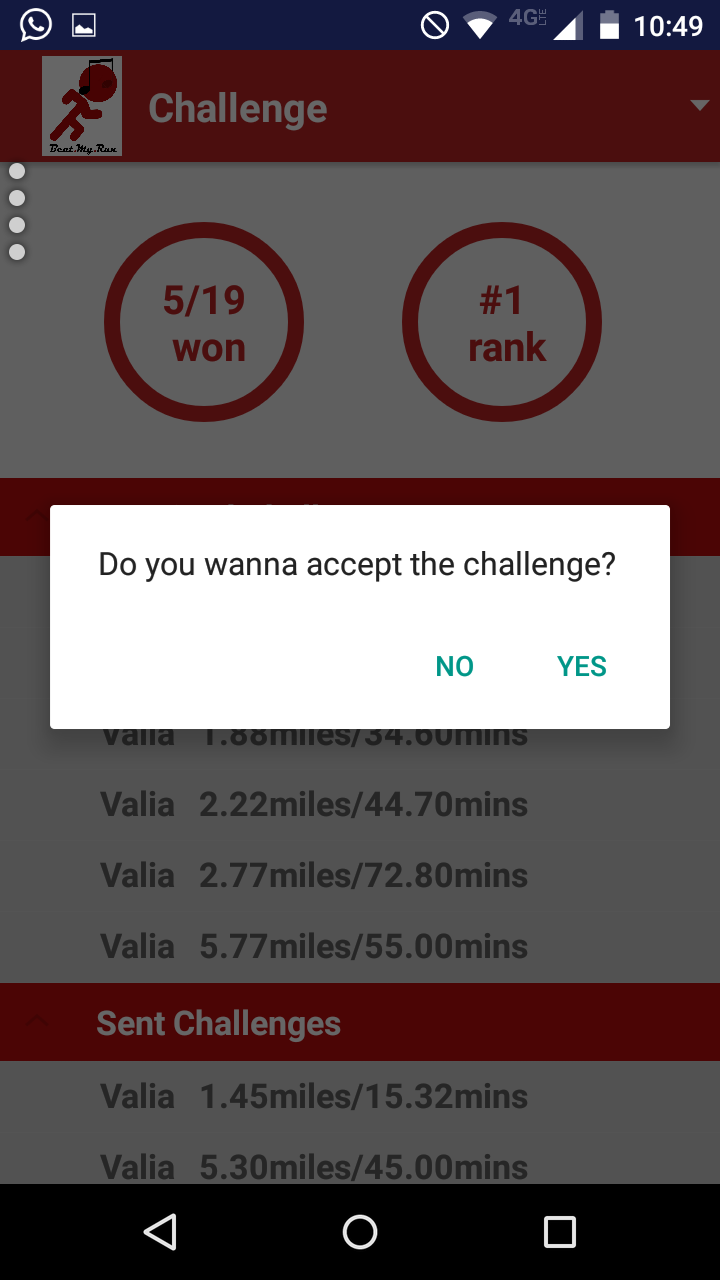 4G LTE 10:49
Beat.My.Run
Challenge
5/19
won
#1
rank
Do you wanna accept the challenge?
NO YES
Valia 1.88miles/34.60mins
Valia 2.22miles/44.70mins
Valia 2.77miles/72.80mins
Valia 5.77miles/55.00mins
Sent Challenges
Valia 1.45miles/15.32mins
Valia 5.30miles/45.00mins